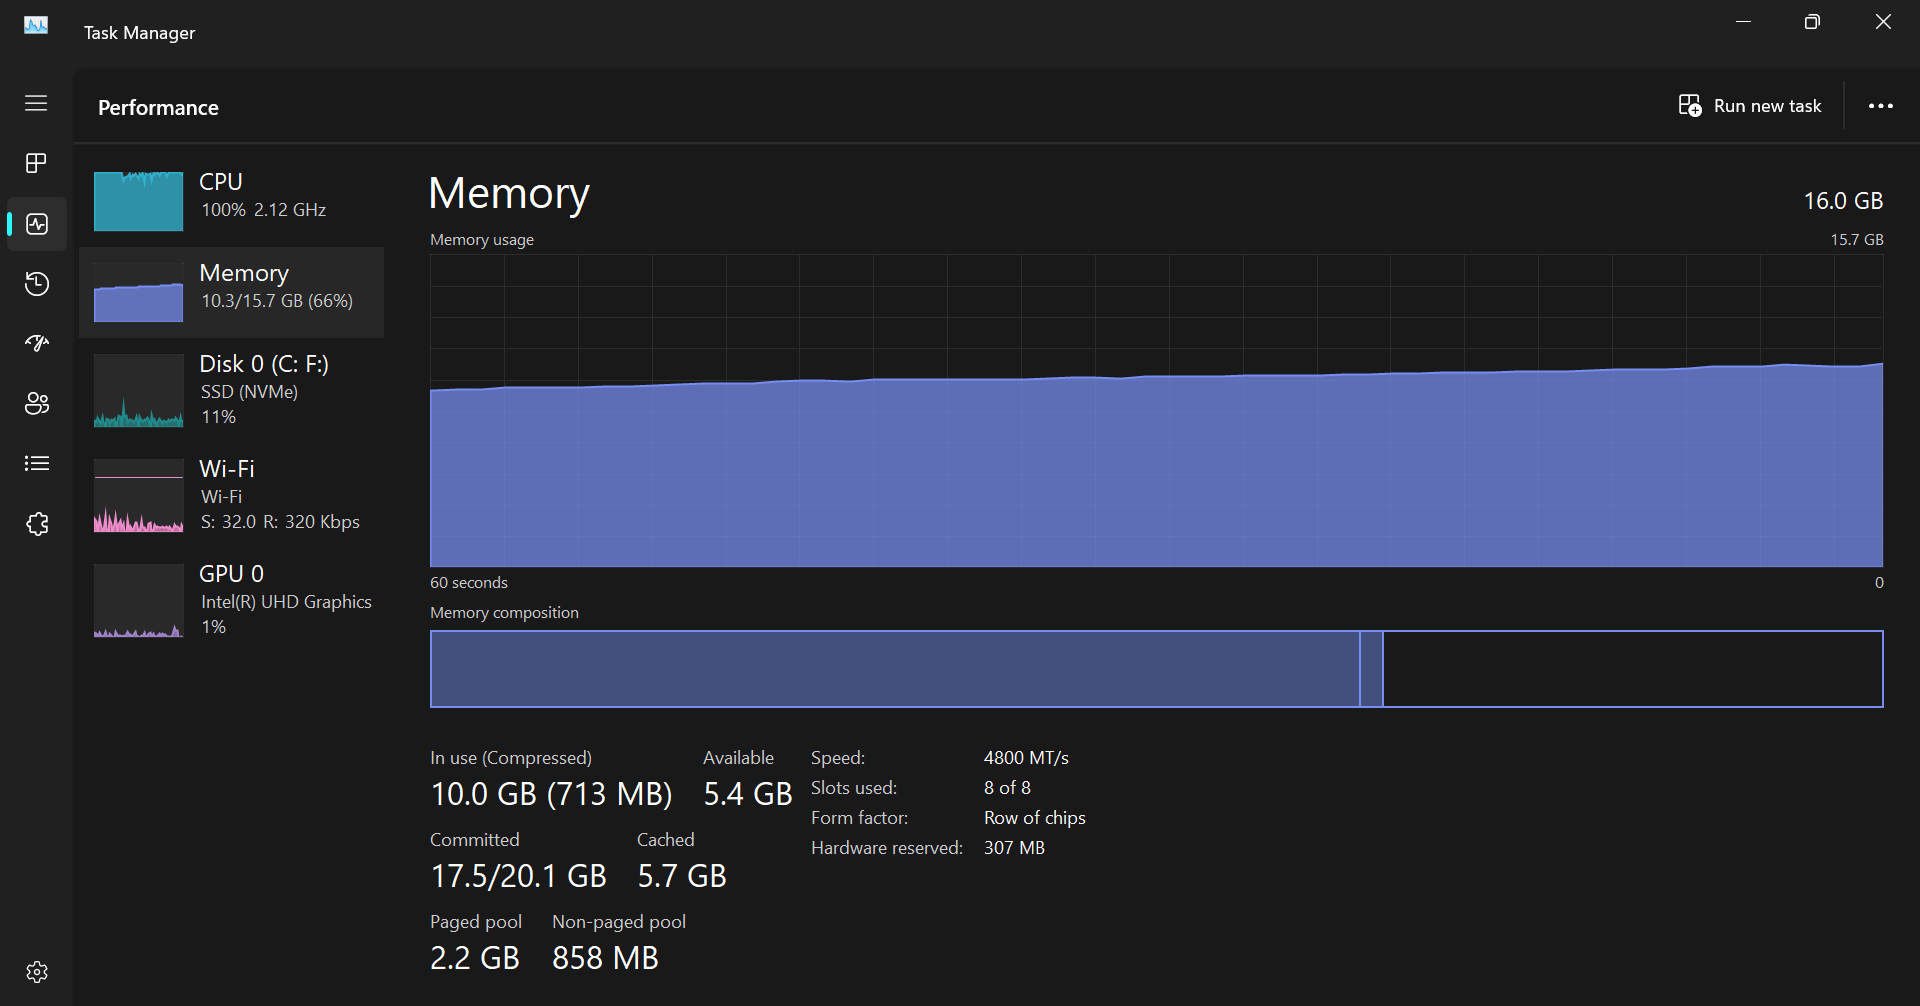 Task Manager
Performance
Run new task
CPU
100% 2.12 GHz
Memory
10.3/15.7 GB (66%)
Disk 0 (C: F:)
SSD (NVMe)
11%
Wi-Fi
Wi-Fi
S: 32.0 R: 320 Kbps
GPU 0
Intel(R) UHD Graphics
1%
Memory
16.0 GB
Memory usage
15.7 GB
60 seconds
0
Memory composition
In use (Compressed)
10.0 GB (713 MB)
Available
5.4 GB
Committed
17.5/20.1 GB
Cached
5.7 GB
Paged pool
2.2 GB
Non-paged pool
858 MB
Speed: 4800 MT/s
Slots used: 8 of 8
Form factor: Row of chips
Hardware reserved: 307 MB